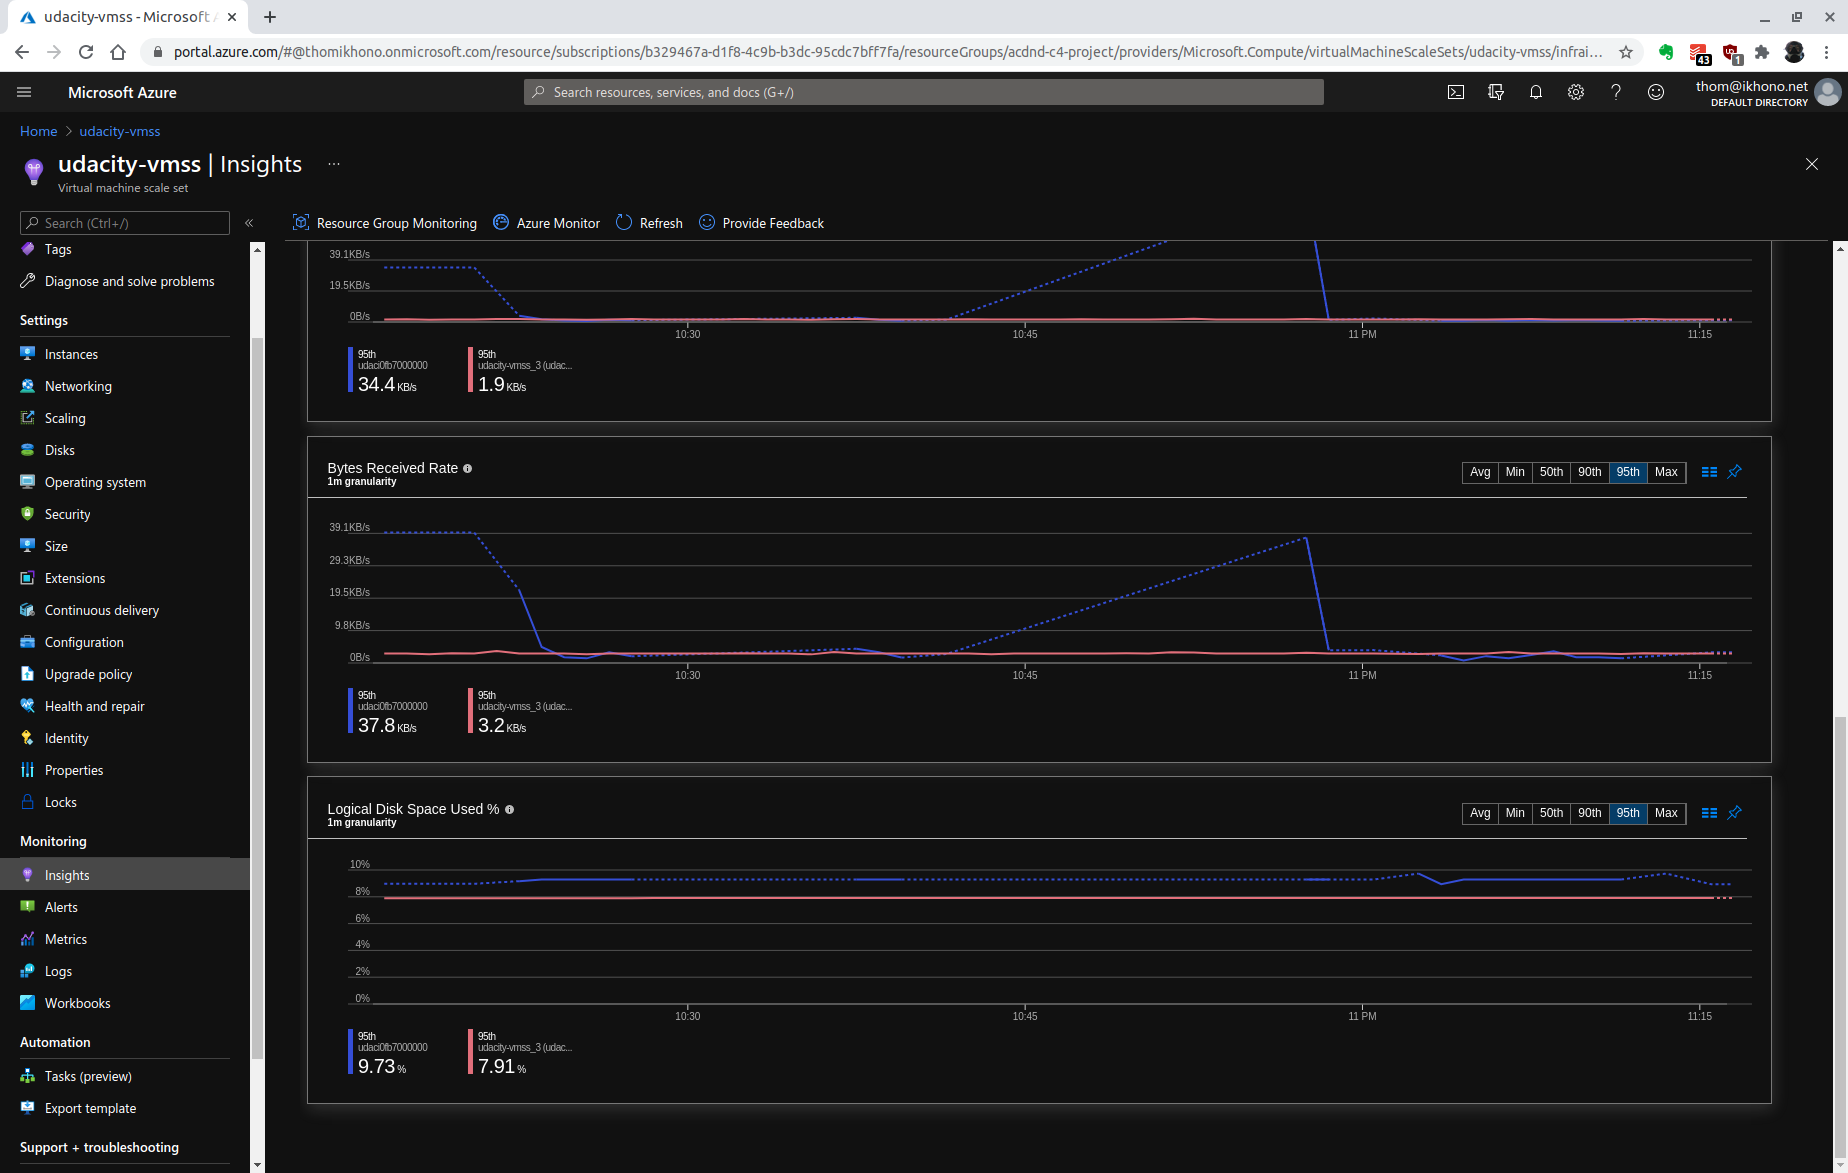 udacity-vmss - Microsoft A
portal.azure.com/#@thomikhono.onmicrosoft.com/resource/subscriptions/b329467a-d1f8-4c9b-b3dc-95cdc7bff7fa/resourceGroups/acdnd-c4-project/providers/Microsoft.Compute/virtualMachineScaleSets/udacity-vmss/infrai...
43
1
Microsoft Azure
Search resources, services, and docs (G+/)
thom@ikhono.net
DEFAULT DIRECTORY
Home > udacity-vmss
udacity-vmss | Insights ...
Virtual machine scale set
Search (Ctrl+/)
«
Resource Group Monitoring
Azure Monitor
Refresh
Provide Feedback
Tags
Diagnose and solve problems
Settings
Instances
Networking
Scaling
Disks
Operating system
Security
Size
Extensions
Continuous delivery
Configuration
Upgrade policy
Health and repair
Identity
Properties
Locks
Monitoring
Insights
Alerts
Metrics
Logs
Workbooks
Automation
Tasks (preview)
Export template
Support + troubleshooting
39.1KB/s
19.5KB/s
0B/s
10:30
10:45
11 PM
11:15
95th
udaci0fb7000000
34.4 KB/s
95th
udacity-vmss_3 (udac...
1.9 KB/s
Bytes Received Rate
1m granularity
Avg Min 50th 90th 95th Max
39.1KB/s
29.3KB/s
19.5KB/s
9.8KB/s
0B/s
10:30
10:45
11 PM
11:15
95th
udaci0fb7000000
37.8 KB/s
95th
udacity-vmss_3 (udac...
3.2 KB/s
Logical Disk Space Used %
1m granularity
Avg Min 50th 90th 95th Max
10%
8%
6%
4%
2%
0%
10:30
10:45
11 PM
11:15
95th
udaci0fb7000000
9.73 %
95th
udacity-vmss_3 (udac...
7.91 %